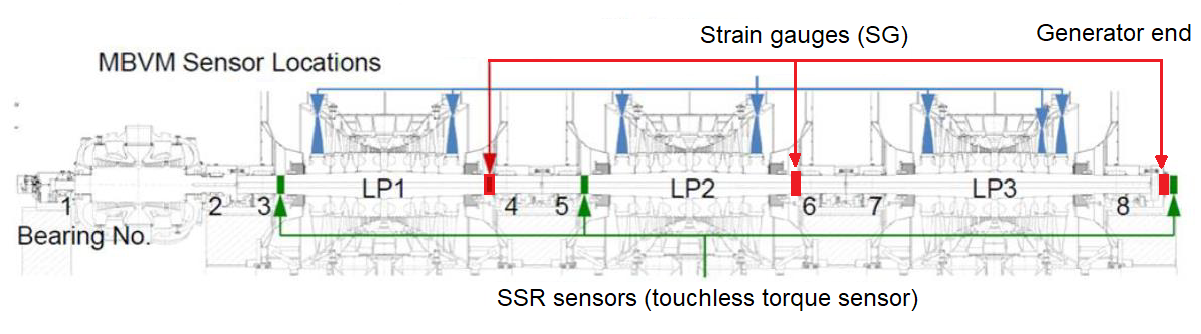 Strain gauges (SG)
Generator end
MBVM Sensor Locations
LP1
LP2
LP3
1
2
3
4
5
6
7
8
Bearing No.
SSR sensors (touchless torque sensor)